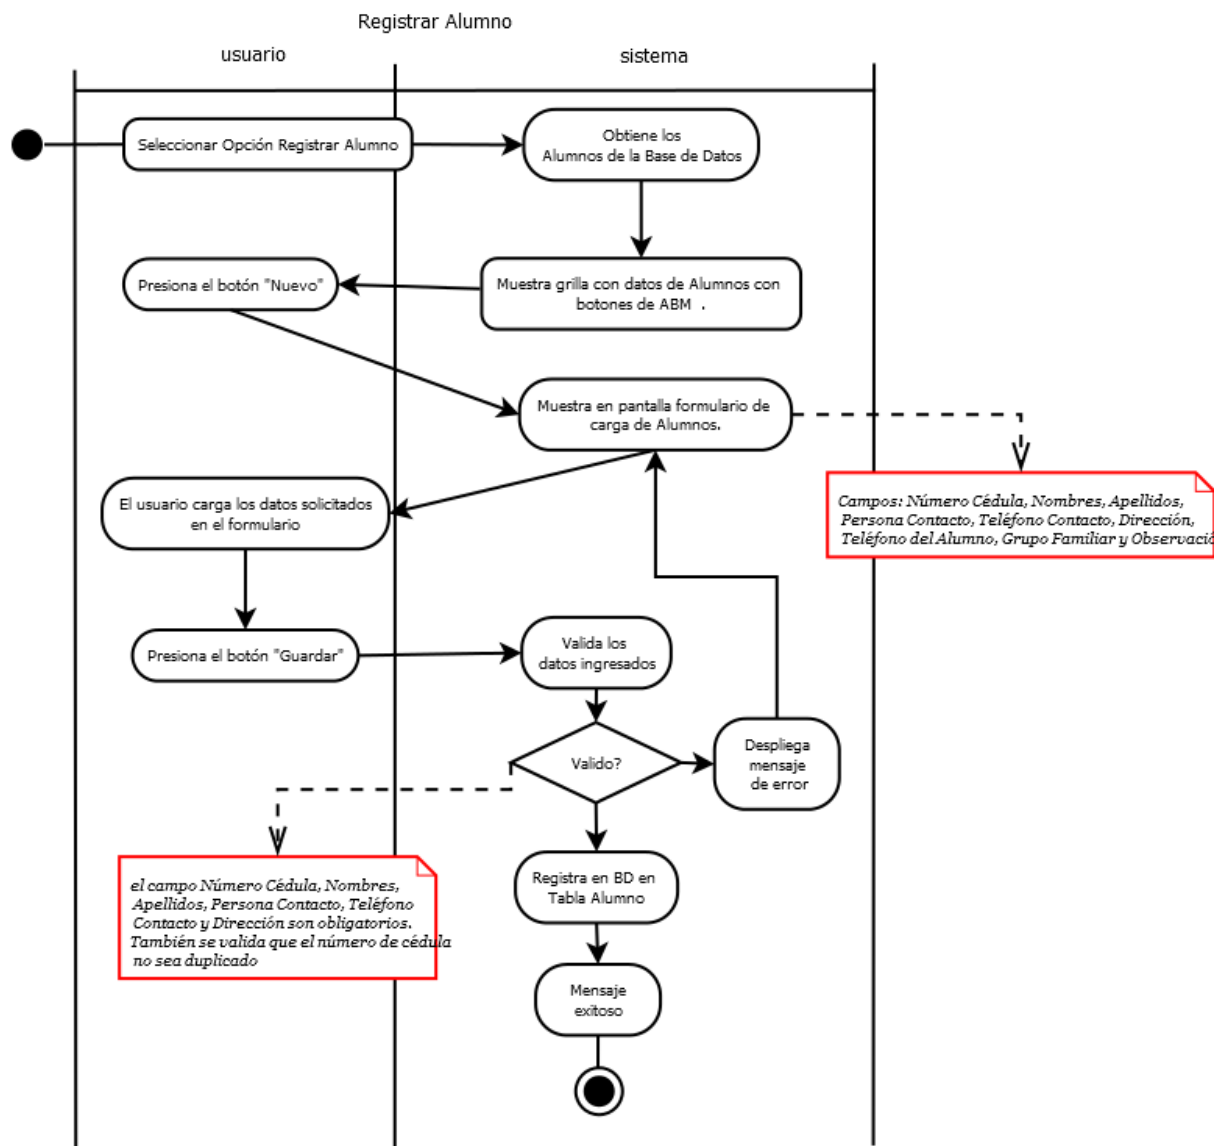 Registrar Alumno
usuario
sistema
Seleccionar Opción Registrar Alumno
Obtiene los
Alumnos de la Base de Datos
Presiona el botón "Nuevo"
Muestra grilla con datos de Alumnos con
botones de ABM .
Muestra en pantalla formulario de
carga de Alumnos.
El usuario carga los datos solicitados
en el formulario
Campos: Número Cédula, Nombres, Apellidos,
Persona Contacto, Teléfono Contacto, Dirección,
Teléfono del Alumno, Grupo Familiar y Observació
Presiona el botón "Guardar"
Valida los
datos ingresados
Valido?
Despliega
mensaje
de error
el campo Número Cédula, Nombres,
Apellidos, Persona Contacto, Teléfono
Contacto y Dirección son obligatorios.
También se valida que el número de cédula
no sea duplicado
Registra en BD en
Tabla Alumno
Mensaje
exitoso